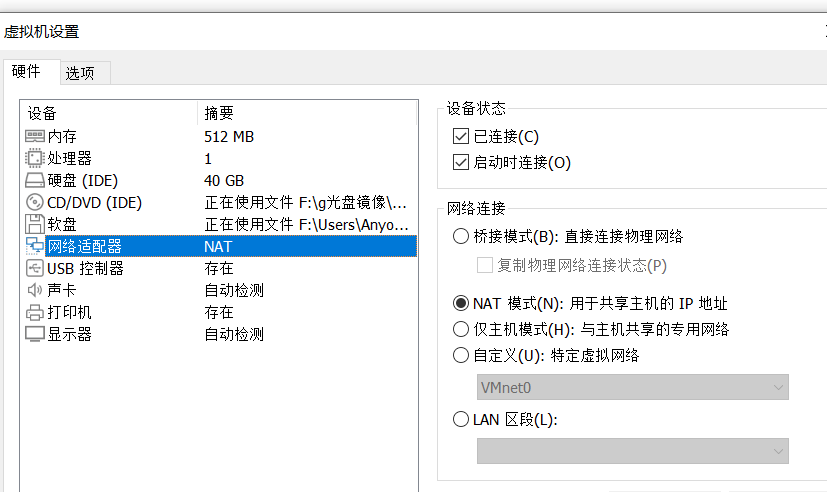 虚拟机设置
硬件 选项
设备 摘要
内存 512 MB
处理器 1
硬盘 (IDE) 40 GB
CD/DVD (IDE) 正在使用文件 F:\g光盘镜像\...
软盘 正在使用文件 F:\Users\Anyo...
网络适配器 NAT
USB 控制器 存在
声卡 自动检测
打印机 存在
显示器 自动检测
设备状态
已连接(C)
启动时连接(O)
网络连接
桥接模式(B): 直接连接物理网络
复制物理网络连接状态(P)
NAT 模式(N): 用于共享主机的 IP 地址
仅主机模式(H): 与主机共享的专用网络
自定义(U): 特定虚拟网络
VMnet0
LAN 区段(L):